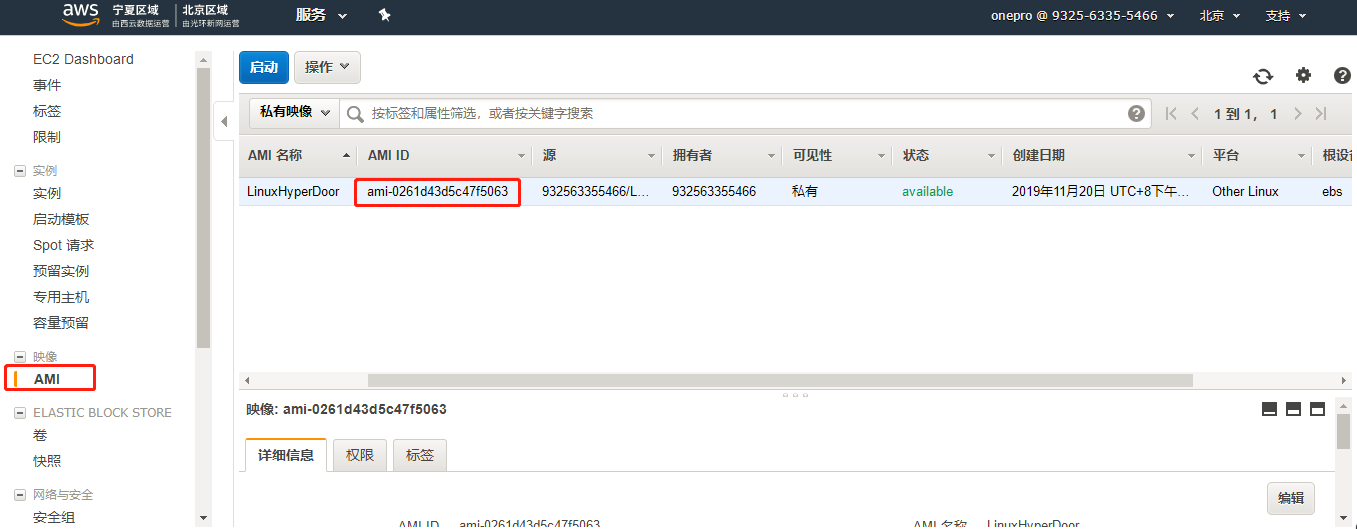 aws 宁夏区域 由西云数据运营 北京区域 由光环新网运营 服务 onepro @ 9325-6335-5466 北京 支持
EC2 Dashboard
事件
标签
限制
实例
实例
启动模板
Spot 请求
预留实例
专用主机
容量预留
映像
AMI
ELASTIC BLOCK STORE
卷
快照
网络与安全
安全组
启动 操作
私有映像 按标签和属性筛选，或者按关键字搜索 1 到 1， 1
AMI 名称 AMI ID 源 拥有者 可见性 状态 创建日期 平台 根设备
LinuxHyperDoor ami-0261d43d5c47f5063 932563355466/L... 932563355466 私有 available 2019年11月20日 UTC+8下午... Other Linux ebs
映像: ami-0261d43d5c47f5063
详细信息 权限 标签
编辑
AMI ID ami-0261d43d5c47f5063 AMI 名称 LinuxHyperDoor